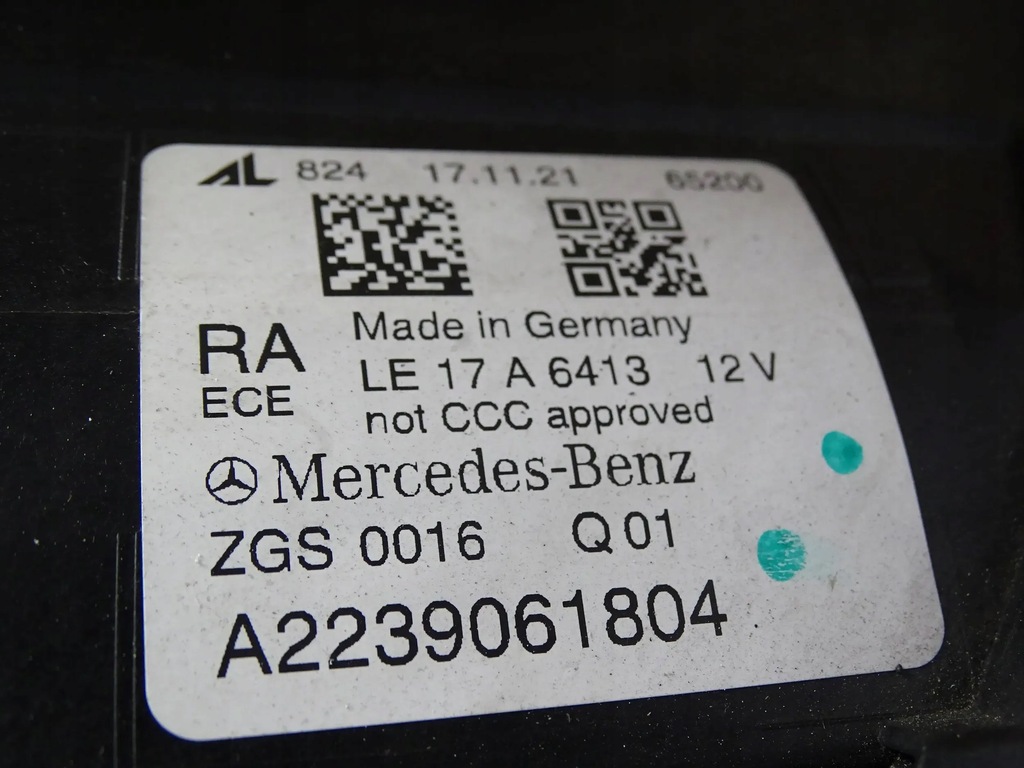 AL 824 17.11.21 65200
RA Made in Germany
ECE LE 17 A 6413 12 V
not CCC approved
Mercedes-Benz
ZGS 0016 Q 01
A2239061804